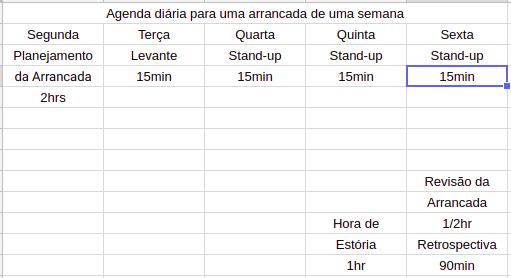 Agenda diária para uma arrancada de uma semana
Segunda Terça Quarta Quinta Sexta
Planejamento Levante Stand-up Stand-up Stand-up
da Arrancada 15min 15min 15min 15min
2hrs
Revisão da
Arrancada
Hora de 1/2hr
Estória Retrospectiva
1hr 90min